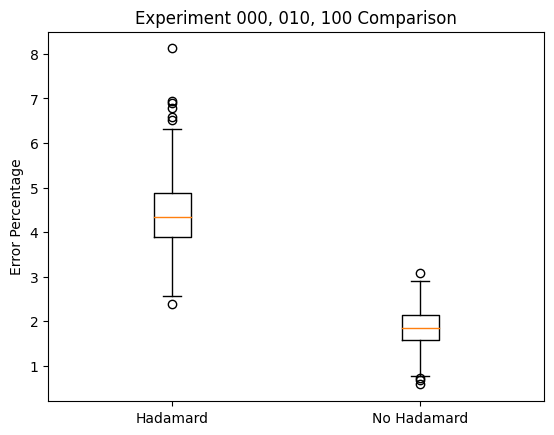 Experiment 000, 010, 100 Comparison
Error Percentage
8
7
6
5
4
3
2
1
Hadamard
No Hadamard